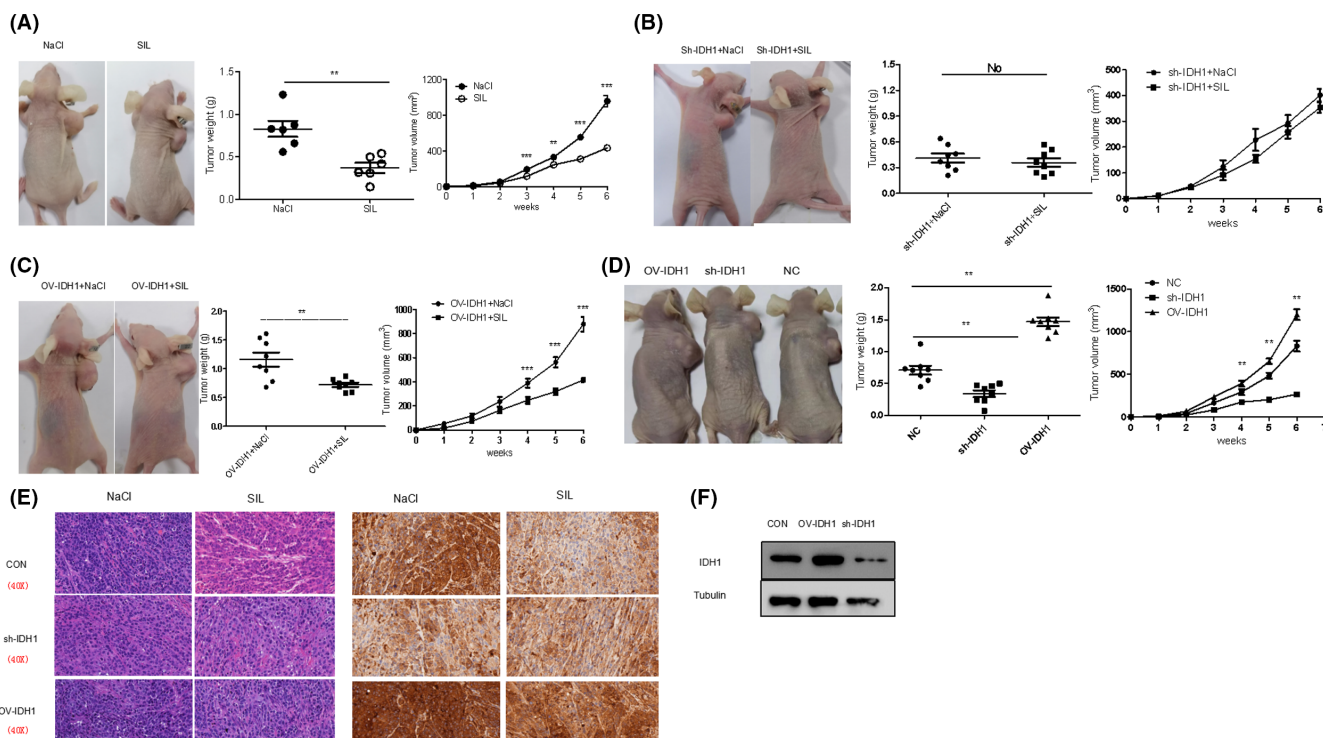 (A)
NaCl
SIL
Tumor weight (g)
1.5
1.0
0.5
0.0
**
NaCl
SIL
Tumor volume (mm³)
1200
800
400
0
NaCl
SIL
***
**
***
***
0 1 2 3 4 5 6
weeks
(B)
Sh-IDH1+NaCl
Sh-IDH1+SIL
Tumor weight (g)
1.5
1.0
0.5
0.0
No
sh-IDH1+NaCl
sh-IDH1+SIL
Tumor volume (mm³)
500
400
300
200
100
0
sh-IDH1+NaCl
sh-IDH1+SIL
0 1 2 3 4 5 6
weeks
(C)
OV-IDH1+NaCl
OV-IDH1+SIL
Tumor weight (g)
2.0
1.5
1.0
0.5
0.0
**
OV-IDH1+NaCl
OV-IDH1+SIL
Tumor volume (mm³)
1000
800
600
400
200
0
OV-IDH1+NaCl
OV-IDH1+SIL
***
***
***
0 1 2 3 4 5 6
weeks
(D)
OV-IDH1 sh-IDH1 NC
Tumor weight (g)
2.0
1.5
1.0
0.5
0.0
**
**
NC
sh-IDH1
OV-IDH1
Tumor volume (mm³)
1500
1000
500
0
NC
sh-IDH1
OV-IDH1
**
**
**
0 1 2 3 4 5 6 7
weeks
(E)
NaCl
SIL
NaCl
SIL
CON
(40X)
sh-IDH1
(40X)
OV-IDH1
(40X)
(F)
CON OV-IDH1 sh-IDH1
IDH1
Tubulin